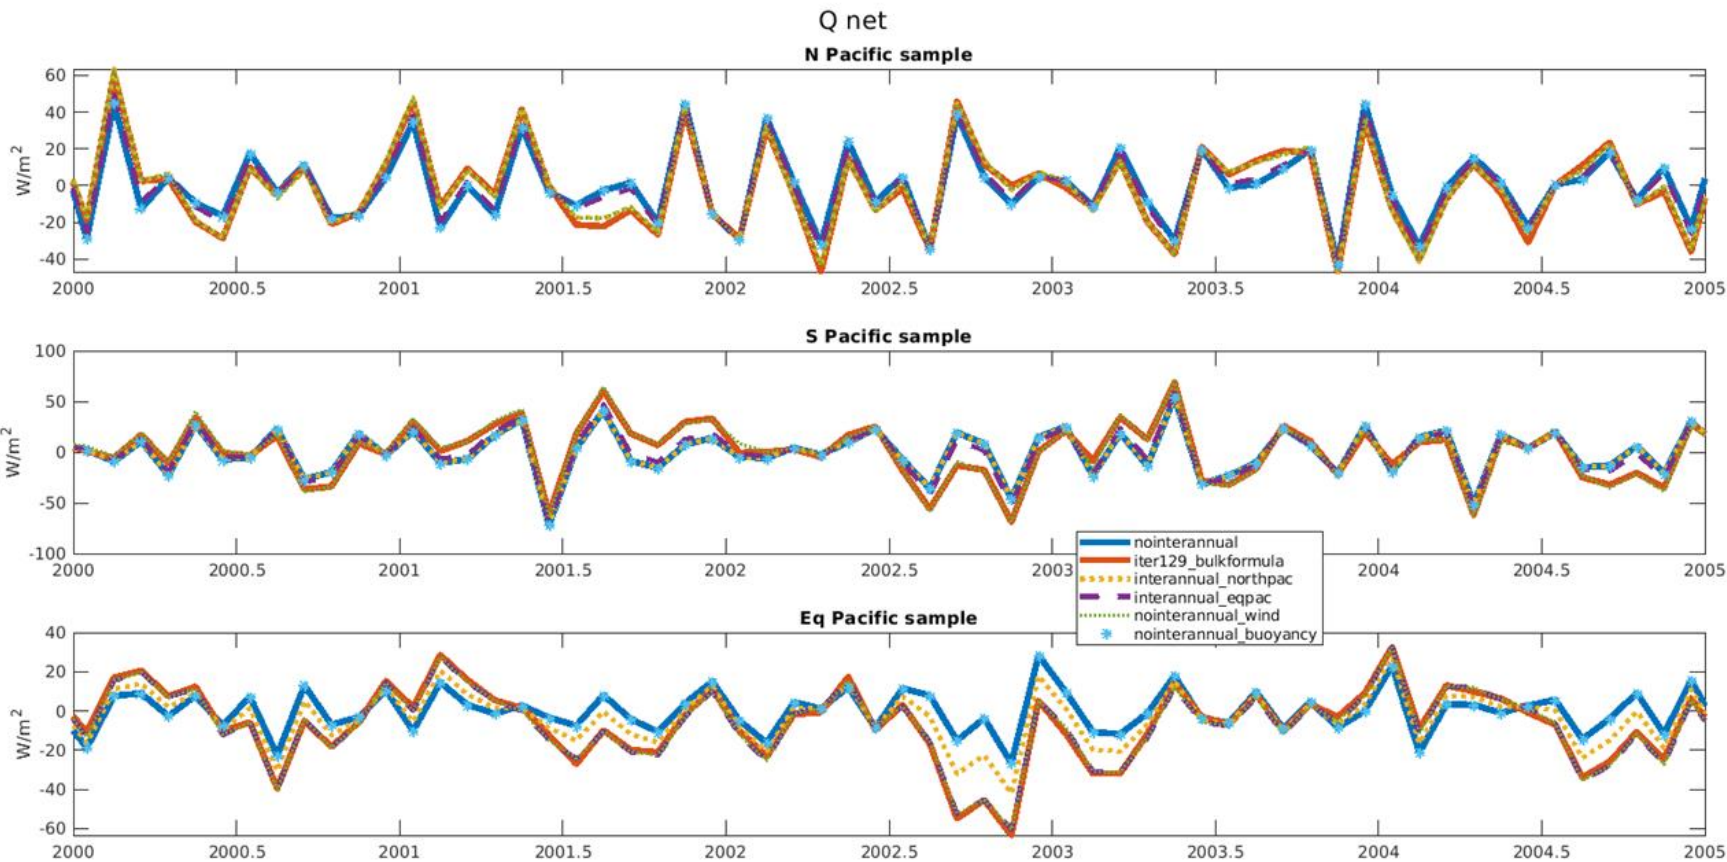 Q net
N Pacific sample
W/m2
60
40
20
0
-20
-40
2000 2000.5 2001 2001.5 2002 2002.5 2003 2003.5 2004 2004.5 2005
S Pacific sample
W/m2
100
50
0
-50
-100
2000 2000.5 2001 2001.5 2002 2002.5 2003 2004 2004.5 2005
nointerannual
iter129_bulkformula
interannual_northpac
interannual_eqpac
nointerannual_wind
nointerannual_buoyancy
Eq Pacific sample
W/m2
40
20
0
-20
-40
-60
2000 2000.5 2001 2001.5 2002 2002.5 2003 2003.5 2004 2004.5 2005